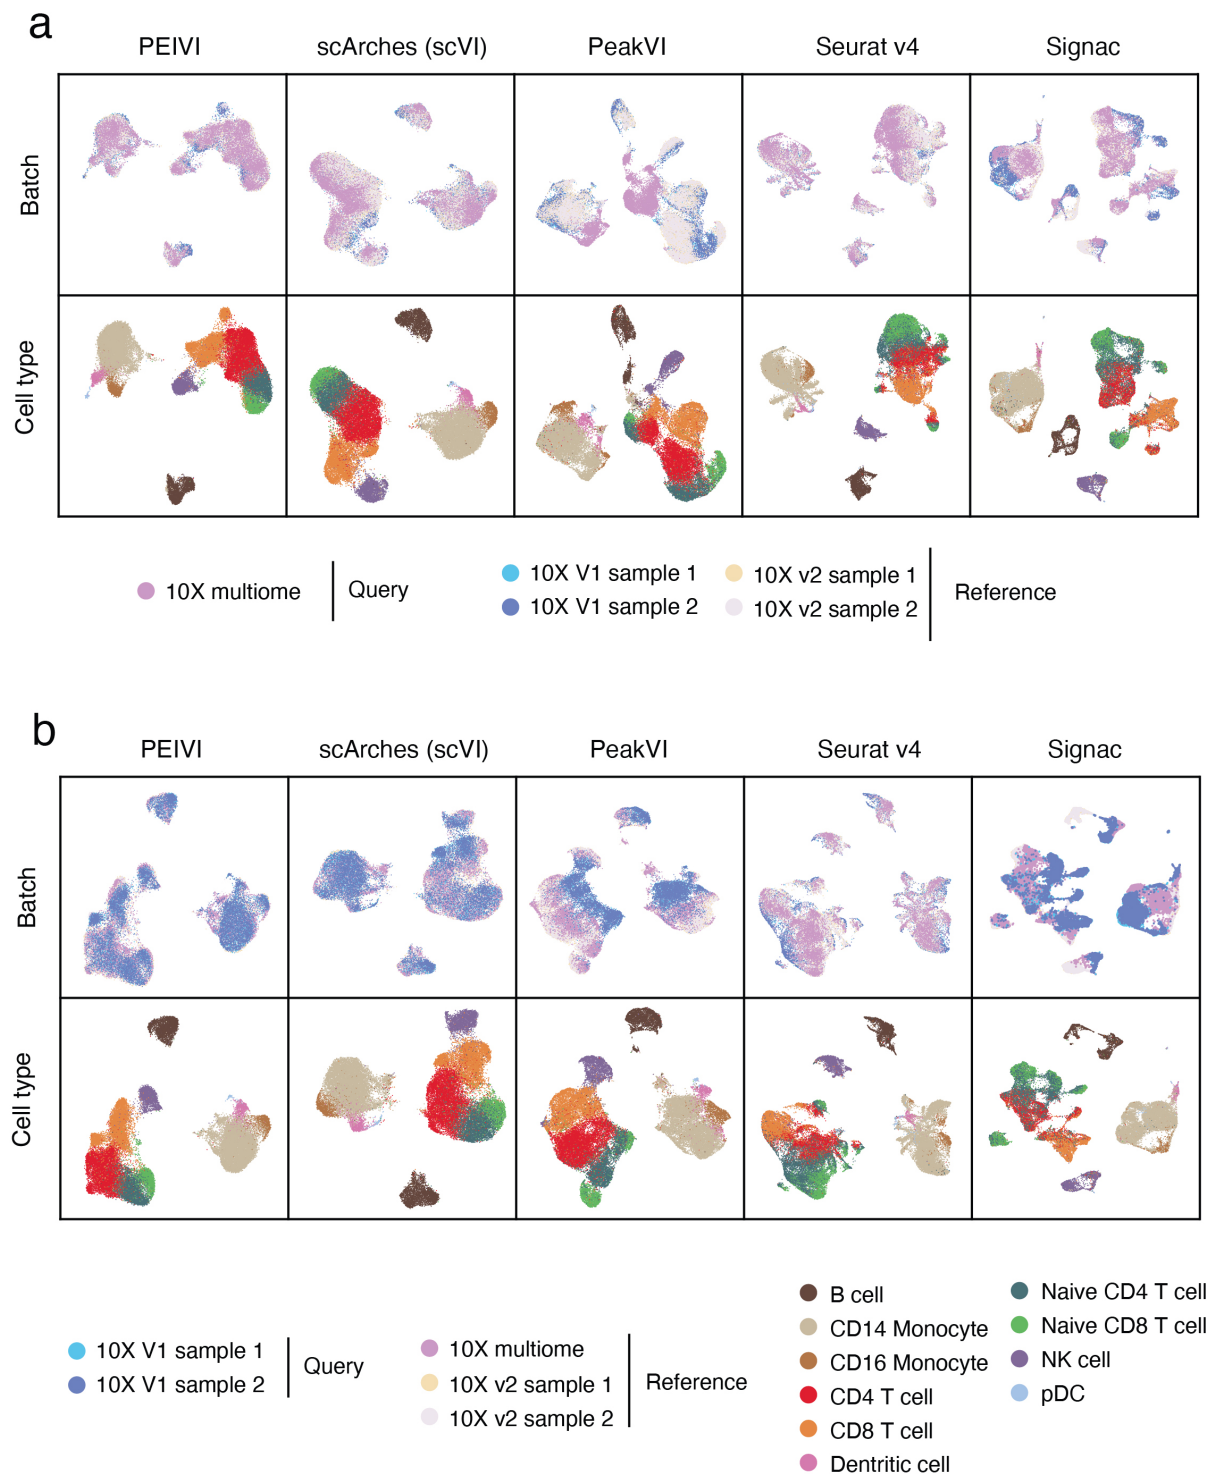 a
PEIVI scArches (scVI) PeakVI Seurat v4 Signac
Batch
Cell type
10X multiome Query
10X V1 sample 1 10X v2 sample 1
10X V1 sample 2 10X v2 sample 2
Reference
b
PEIVI scArches (scVI) PeakVI Seurat v4 Signac
Batch
Cell type
10X V1 sample 1
10X V1 sample 2
Query
10X multiome
10X v2 sample 1
10X v2 sample 2
Reference
B cell
CD14 Monocyte
CD16 Monocyte
CD4 T cell
CD8 T cell
Dentritic cell
Naive CD4 T cell
Naive CD8 T cell
NK cell
pDC